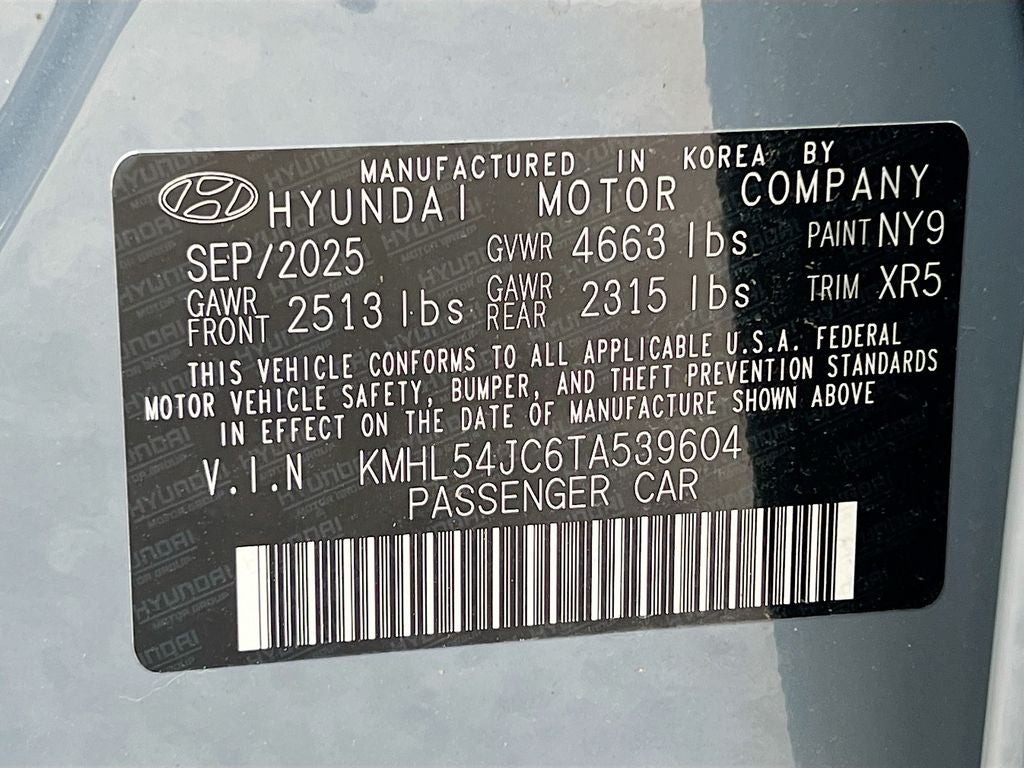 MANUFACTURED IN KOREA BY
HYUNDAI MOTOR COMPANY
SEP/2025 GVWR 4663 lbs PAINT NY9
GAWR FRONT 2513 lbs GAWR REAR 2315 lbs TRIM XR5
THIS VEHICLE CONFORMS TO ALL APPLICABLE U.S.A. FEDERAL
MOTOR VEHICLE SAFETY, BUMPER, AND THEFT PREVENTION STANDARDS
IN EFFECT ON THE DATE OF MANUFACTURE SHOWN ABOVE
V.I.N KMHL54JC6TA539604
PASSENGER CAR